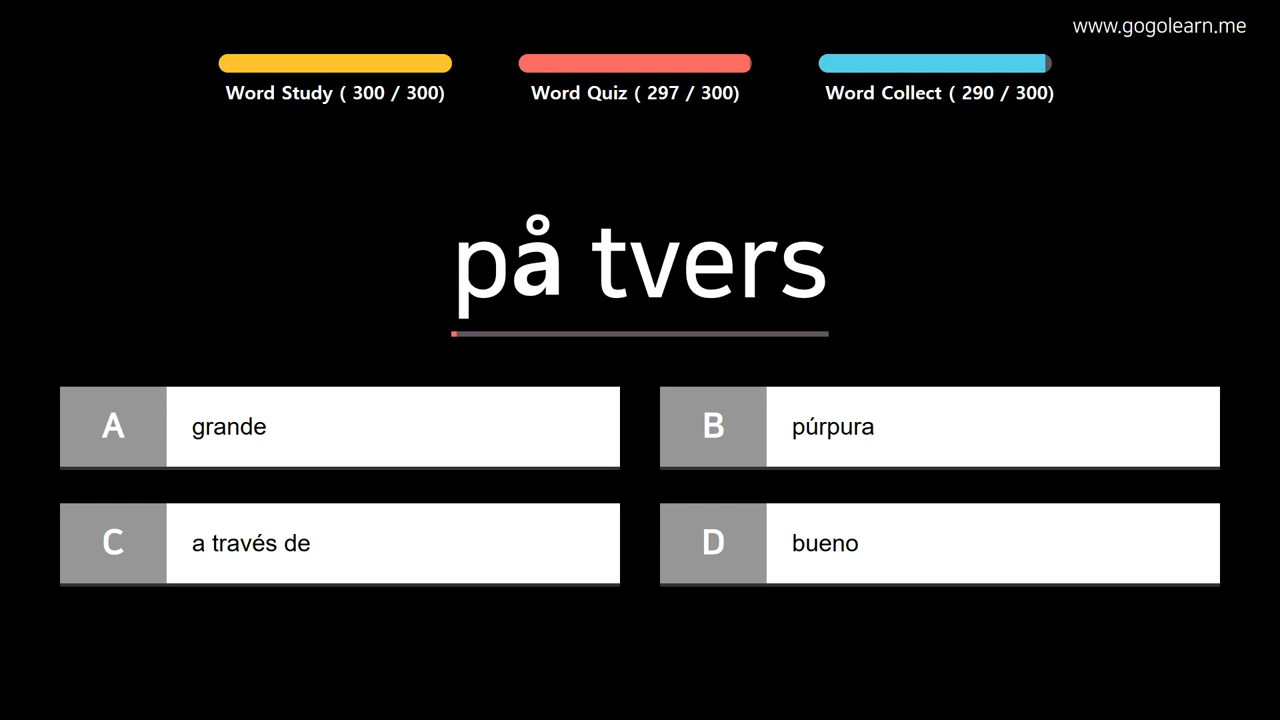 www.gogolearn.me
Word Study ( 300 / 300)
Word Quiz ( 297 / 300)
Word Collect ( 290 / 300)
på tvers
A grande
B púrpura
C a través de
D bueno